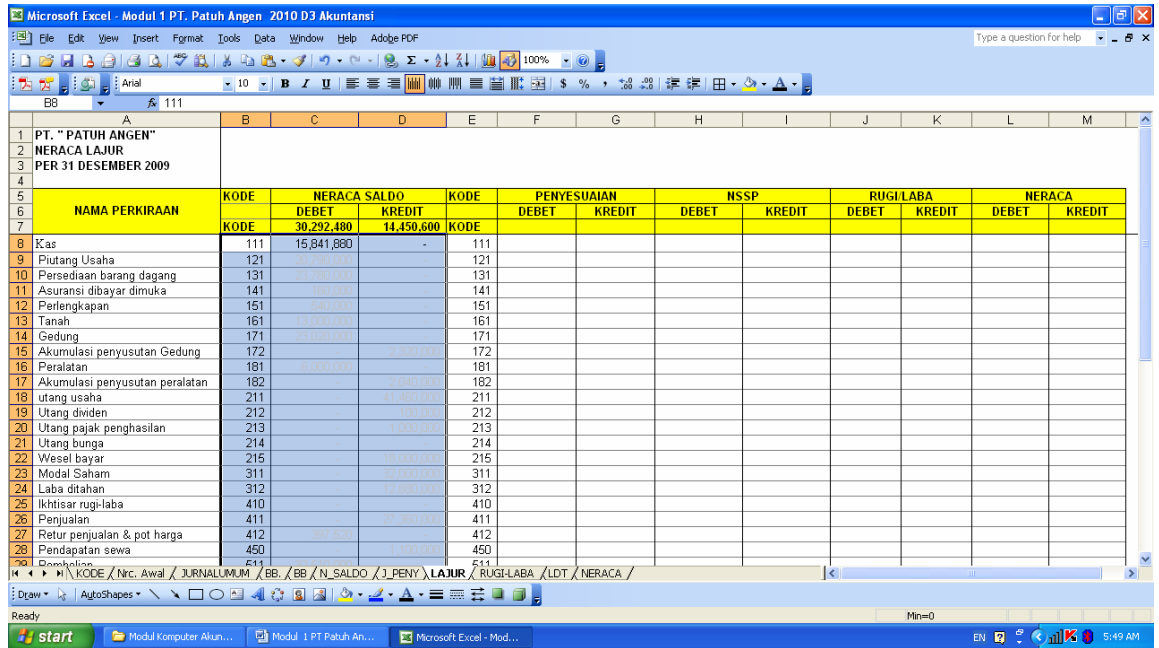 Microsoft Excel - Modul 1 PT. Patuh Angen 2010 D3 Akuntansi
File Edit View Insert Format Tools Data Window Help Adobe PDF Type a question for help
100%
Arial 10 B I U $ % ,
B8 fx 111
A B C D E F G H I J K L M
1 PT. " PATUH ANGEN"
2 NERACA LAJUR
3 PER 31 DESEMBER 2009
4
5 KODE NERACA SALDO KODE PENYESUAIAN NSSP RUGI/LABA NERACA
6 NAMA PERKIRAAN DEBET KREDIT DEBET KREDIT DEBET KREDIT DEBET KREDIT DEBET KREDIT
7 KODE 30,292,480 14,450,600 KODE
8 Kas 111 15,841,880 - 111
9 Piutang Usaha 121 121
10 Persediaan barang dagang 131 131
11 Asuransi dibayar dimuka 141 141
12 Perlengkapan 151 151
13 Tanah 161 161
14 Gedung 171 171
15 Akumulasi penyusutan Gedung 172 172
16 Peralatan 181 181
17 Akumulasi penyusutan peralatan 182 182
18 utang usaha 211 211
19 Utang dividen 212 212
20 Utang pajak penghasilan 213 213
21 Utang bunga 214 214
22 Wesel bayar 215 215
23 Modal Saham 311 311
24 Laba ditahan 312 312
25 Ikhtisar rugi-laba 410 410
26 Penjualan 411 411
27 Retur penjualan & pot harga 412 412
28 Pendapatan sewa 450 450
29 Pembelian 511 511
KODE / Nrc. Awal / JURNALUMUM / BB. / BB / N_SALDO / J_PENY \ LAJUR / RUGI-LABA / LDT / NERACA /
Draw AutoShapes
Ready Min=0
start Modul Komputer Akun... Modul 1 PT Patuh An... Microsoft Excel - Mod... EN 5:49 AM